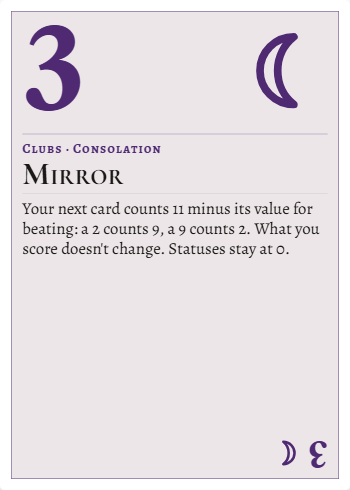 3
Clubs · Consolation
Mirror
Your next card counts 11 minus its value for
beating: a 2 counts 9, a 9 counts 2. What you
score doesn't change. Statuses stay at 0.
3